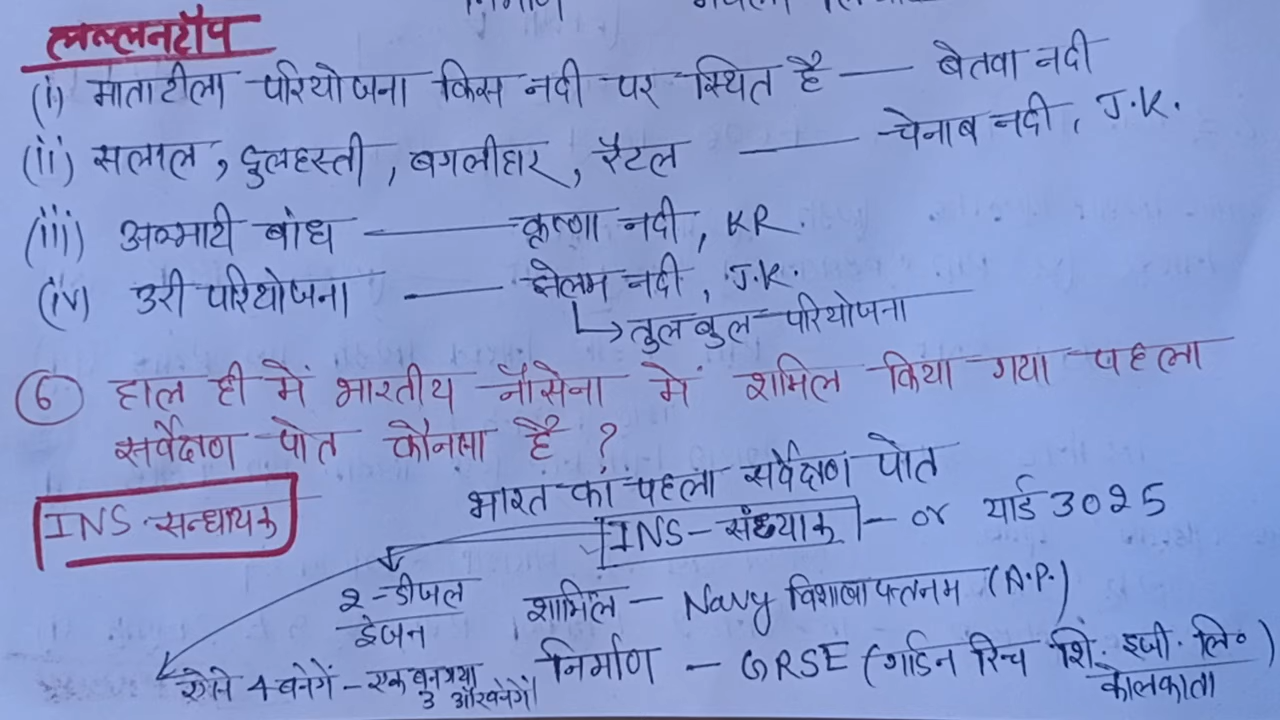 निर्माण
लल्लनटॉप
(i) माताटीला परियोजना किस नदी पर स्थित है — बेतवा नदी
(ii) सलाल, दुलहस्ती, बगलीहार, रैटल — चेनाब नदी, J.K.
(iii) अल्माटी बांध — कृष्णा नदी, KR.
(iv) उरी परियोजना — झेलम नदी, J.K.
↳ तुलबुल परियोजना
⑥ हाल ही में भारतीय नौसेना में शामिल किया गया पहला
सर्वेक्षण पोत कौनसा है ?
भारत का पहला सर्वेक्षण पोत
INS-सन्धायक
INS-संध्याक — or यार्ड 3025
2-डीजल
इंजन
शामिल — Navy विशाखापत्तनम (A.P.)
ऐसे 4 बनेगें - एक बन गया
3 और बनेगें।
निर्माण — GRSE (गार्डन रिच शि. इंजी. लि०)
कोलकाता